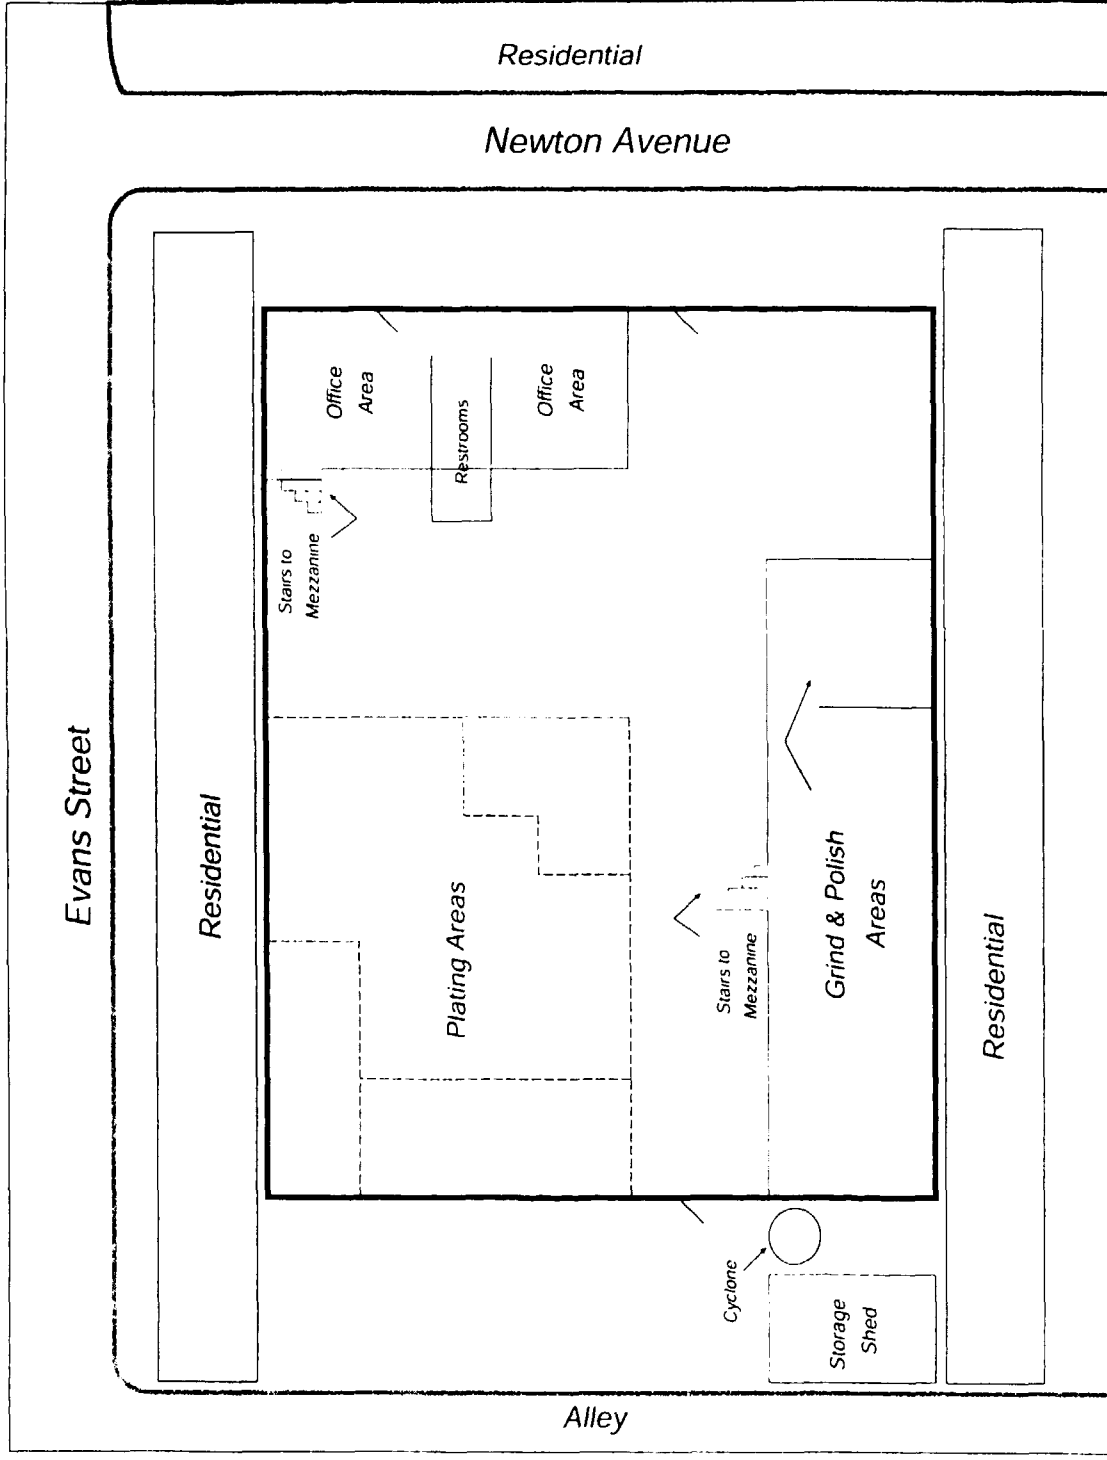 Residential
Newton Avenue
Office
Area
Restrooms
Office
Area
Stairs to
Mezzanine
Evans Street
Residential
Plating Areas
Stairs to
Mezzanine
Grind & Polish
Areas
Residential
Cyclone
Storage
Shed
Alley